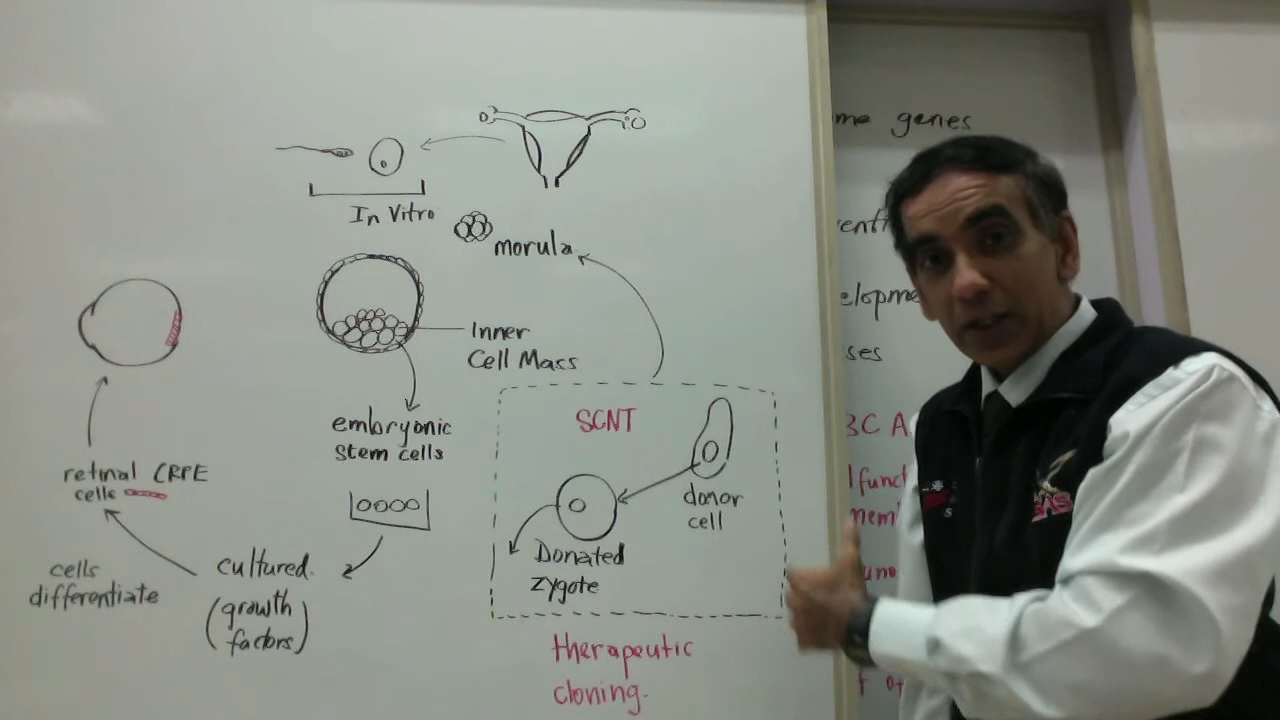 In Vitro
morula
Inner
Cell Mass
embryonic
stem cells
SCNT
donor
cell
Donated
zygote
therapeutic
cloning.
retinal CRPE
cells
cultured.
(growth
factors)
cells
differentiate
genes